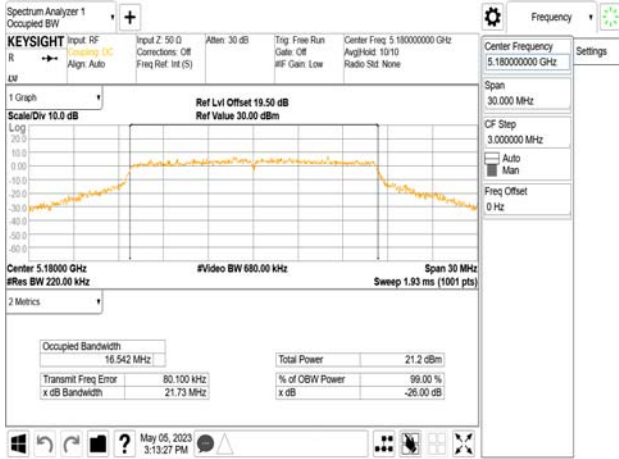 Spectrum Analyzer 1
Occupied BW
Frequency
KEYSIGHT
R
Input: RF
Coupling: DC
Align: Auto
Input Z: 50 Ω
Corrections: Off
Freq Ref: Int (S)
Atten: 30 dB
Trig: Free Run
Gate: Off
#IF Gain: Low
Center Freq: 5.180000000 GHz
Avg|Hold: 10/10
Radio Std: None
Center Frequency
5.180000000 GHz
Settings
Span
30.000 MHz
CF Step
3.000000 MHz
Auto
Man
Freq Offset
0 Hz
1 Graph
Scale/Div 10.0 dB
Ref Lvl Offset 19.50 dB
Ref Value 30.00 dBm
Log
20.0
10.0
0.00
-10.0
-20.0
-30.0
-40.0
-50.0
-60.0
Center 5.18000 GHz
#Res BW 220.00 kHz
#Video BW 680.00 kHz
Span 30 MHz
Sweep 1.93 ms (1001 pts)
2 Metrics
Occupied Bandwidth
16.542 MHz
Total Power 21.2 dBm
Transmit Freq Error 80.100 kHz
% of OBW Power 99.00 %
x dB Bandwidth 21.73 MHz
x dB -26.00 dB
?
May 05, 2023
3:13:27 PM